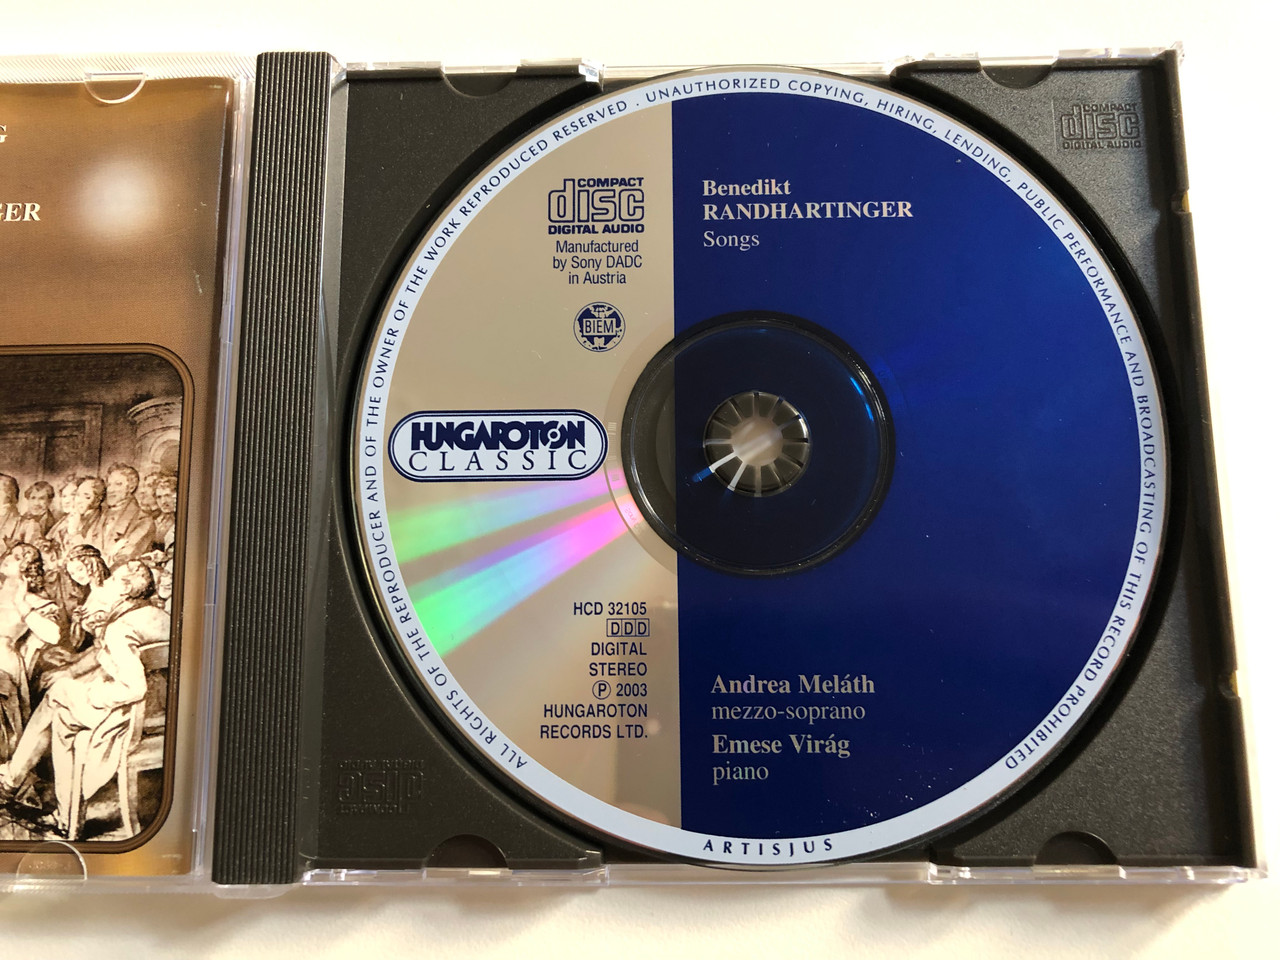 G
GER
ALL RIGHTS OF THE REPRODUCER AND OF THE OWNER OF THE WORK REPRODUCED RESERVED · UNAUTHORIZED COPYING, HIRING, LENDING, PUBLIC PERFORMANCE AND BROADCASTING OF THIS RECORD PROHIBITED
COMPACT
disc
DIGITAL AUDIO
Manufactured
by Sony DADC
in Austria
BIEM
Benedikt
RANDHARTINGER
Songs
HUNGAROTON
CLASSIC
HCD 32105
DDD
DIGITAL
STEREO
Ⓟ 2003
HUNGAROTON
RECORDS LTD.
Andrea Meláth
mezzo-soprano
Emese Virág
piano
ARTISJUS
COMPACT
disc
DIGITAL AUDIO